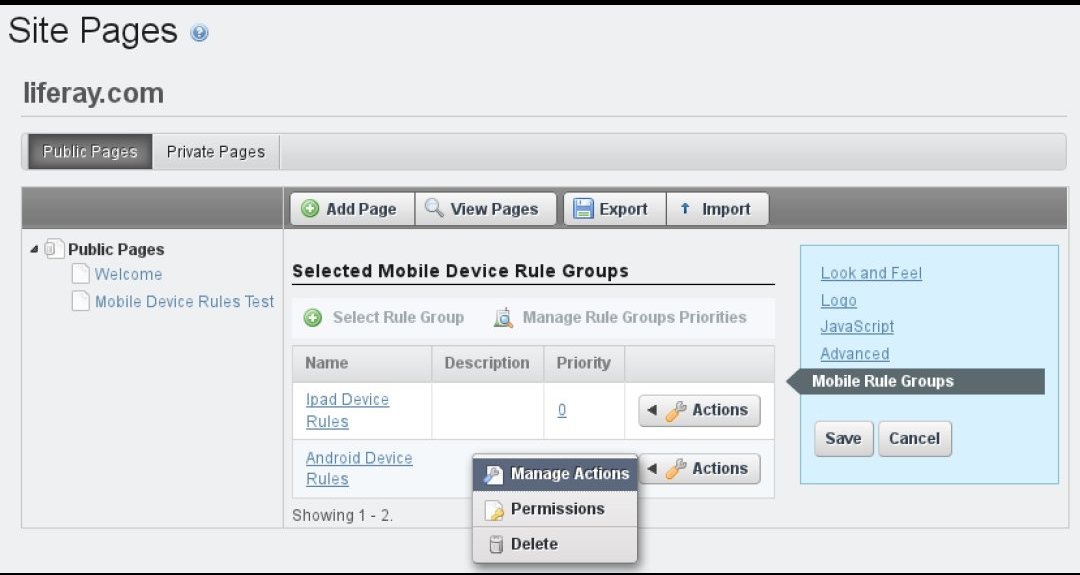 Site Pages
liferay.com
Public Pages Private Pages
Add Page View Pages Export Import
Public Pages
Welcome
Mobile Device Rules Test
Selected Mobile Device Rule Groups
Select Rule Group Manage Rule Groups Priorities
Name Description Priority
Ipad Device
Rules
0 Actions
Android Device
Rules
Actions
Manage Actions
Permissions
Delete
Showing 1 - 2.
Look and Feel
Logo
JavaScript
Advanced
Mobile Rule Groups
Save Cancel